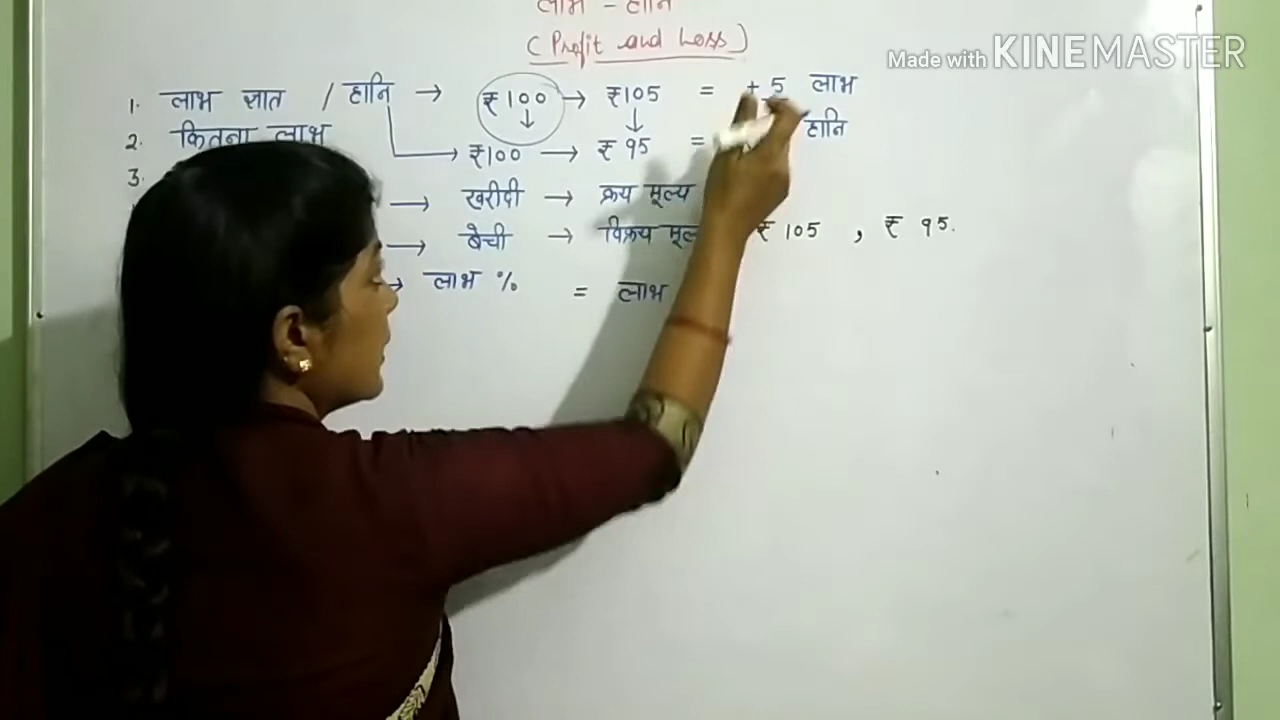 लाभ - हानि
(Profit and Loss)
Made with KINEMASTER
1. लाभ ज्ञात / हानि → ₹100 → ₹105 = + 5 लाभ
2. कितना लाभ ₹100 → ₹95 = हानि
3.
→ खरीदी → क्रय मूल्य
→ बेची → विक्रय मूल्य ₹105 , ₹95.
→ लाभ % = लाभ